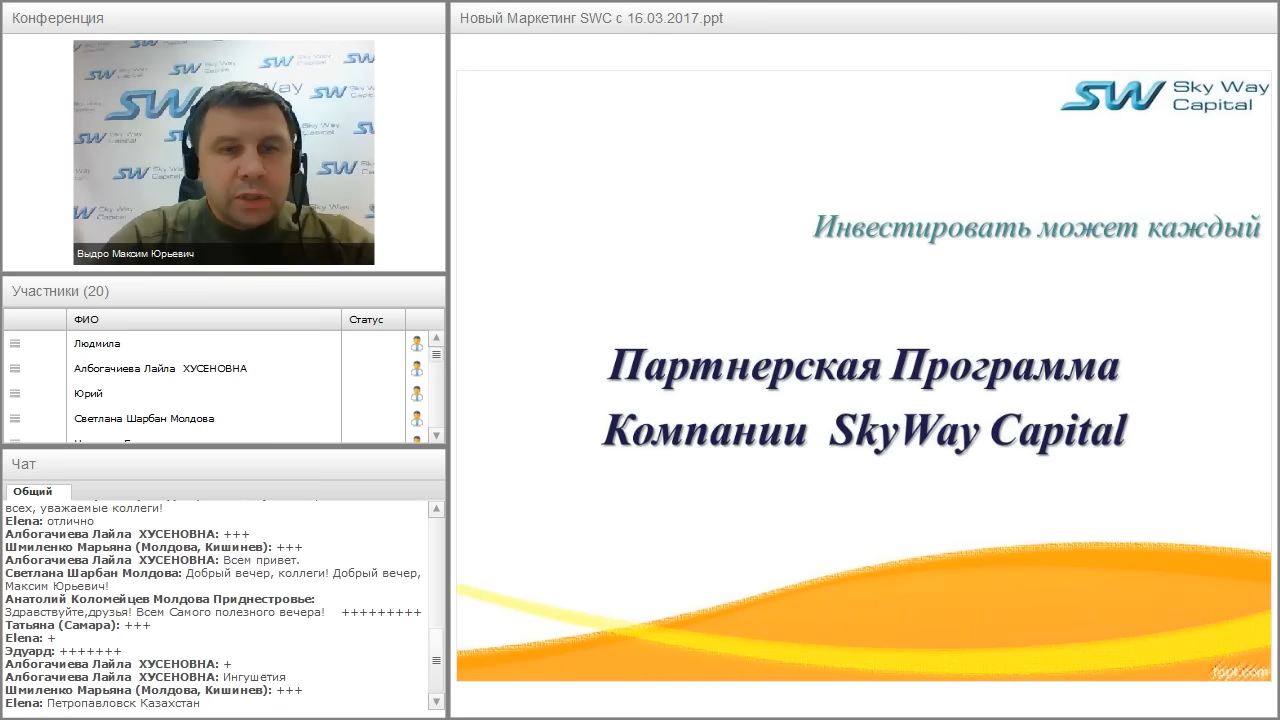 Конференция
Новый Маркетинг SWC с 16.03.2017.ppt
SW Sky Way
Capital
Выдро Максим Юрьевич
Инвестировать может каждый
Партнерская Программа
Компании SkyWay Capital
Участники (20)
ФИО Статус
Людмила
Албогачиева Лайла ХУСЕНОВНА
Юрий
Светлана Шарбан Молдова
Чат
Общий
всех, уважаемые коллеги!
Elena: отлично
Албогачиева Лайла ХУСЕНОВНА: +++
Шмиленко Марьяна (Молдова, Кишинев): +++
Албогачиева Лайла ХУСЕНОВНА: Всем привет.
Светлана Шарбан Молдова: Добрый вечер, коллеги! Добрый вечер,
Максим Юрьевич!
Анатолий Коломейцев Молдова Приднестровье:
Здравствуйте,друзья! Всем Самого полезного вечера! +++++++++
Татьяна (Самара): +++
Elena: +
Эдуард: +++++++
Албогачиева Лайла ХУСЕНОВНА: +
Албогачиева Лайла ХУСЕНОВНА: Ингушетия
Шмиленко Марьяна (Молдова, Кишинев): +++
Elena: Петропавловск Казахстан